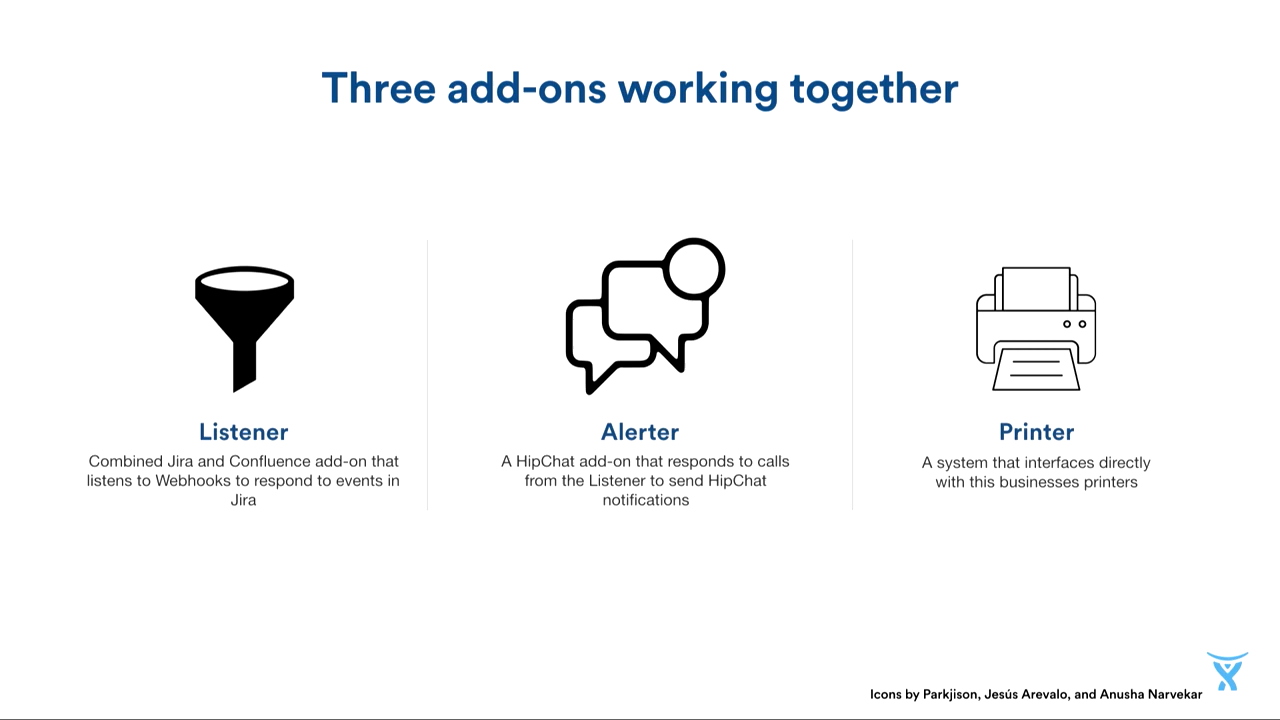 Three add-ons working together
Listener
Combined Jira and Confluence add-on that
listens to Webhooks to respond to events in
Jira
Alerter
A HipChat add-on that responds to calls
from the Listener to send HipChat
notifications
Printer
A system that interfaces directly
with this businesses printers
Icons by Parkjison, Jesús Arevalo, and Anusha Narvekar